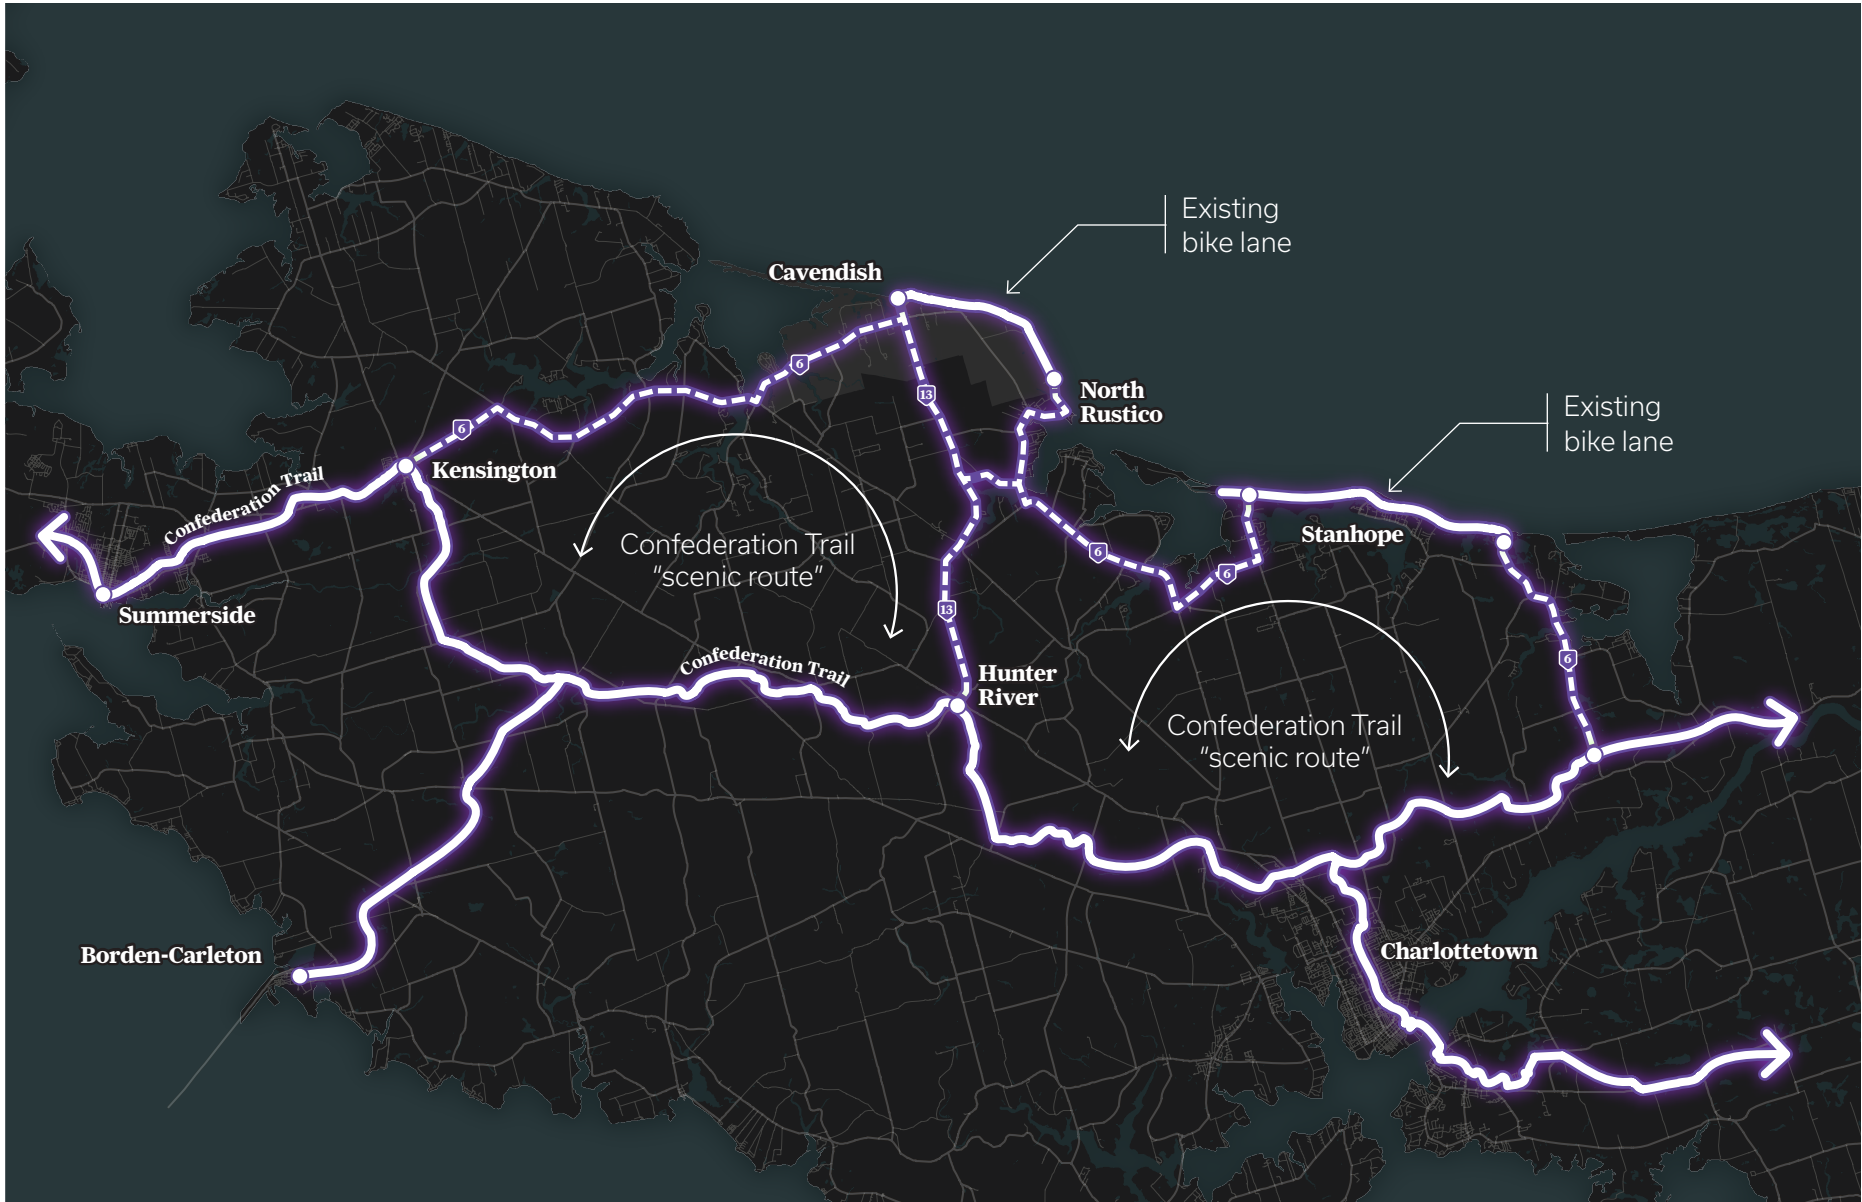 Existing
bike lane
Cavendish
6
13
North
Rustico
Existing
bike lane
6
Kensington
Confederation Trail
Stanhope
Confederation Trail
"scenic route"
6
6
Summerside
13
Confederation Trail
Hunter
River
6
Confederation Trail
"scenic route"
Borden-Carleton
Charlottetown